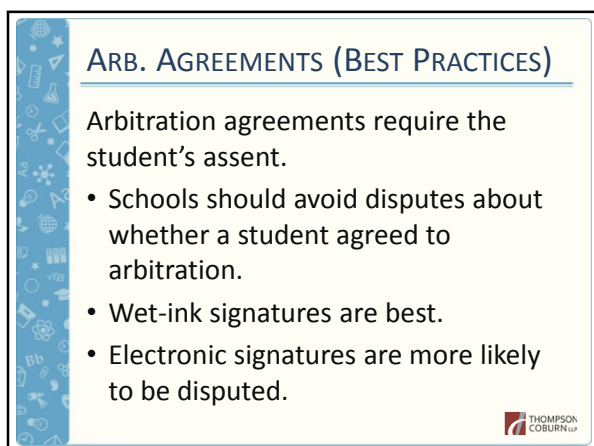 ARB. AGREEMENTS (BEST PRACTICES)
Arbitration agreements require the
student's assent.
• Schools should avoid disputes about
whether a student agreed to
arbitration.
• Wet-ink signatures are best.
• Electronic signatures are more likely
to be disputed.
THOMPSON
COBURN LLP